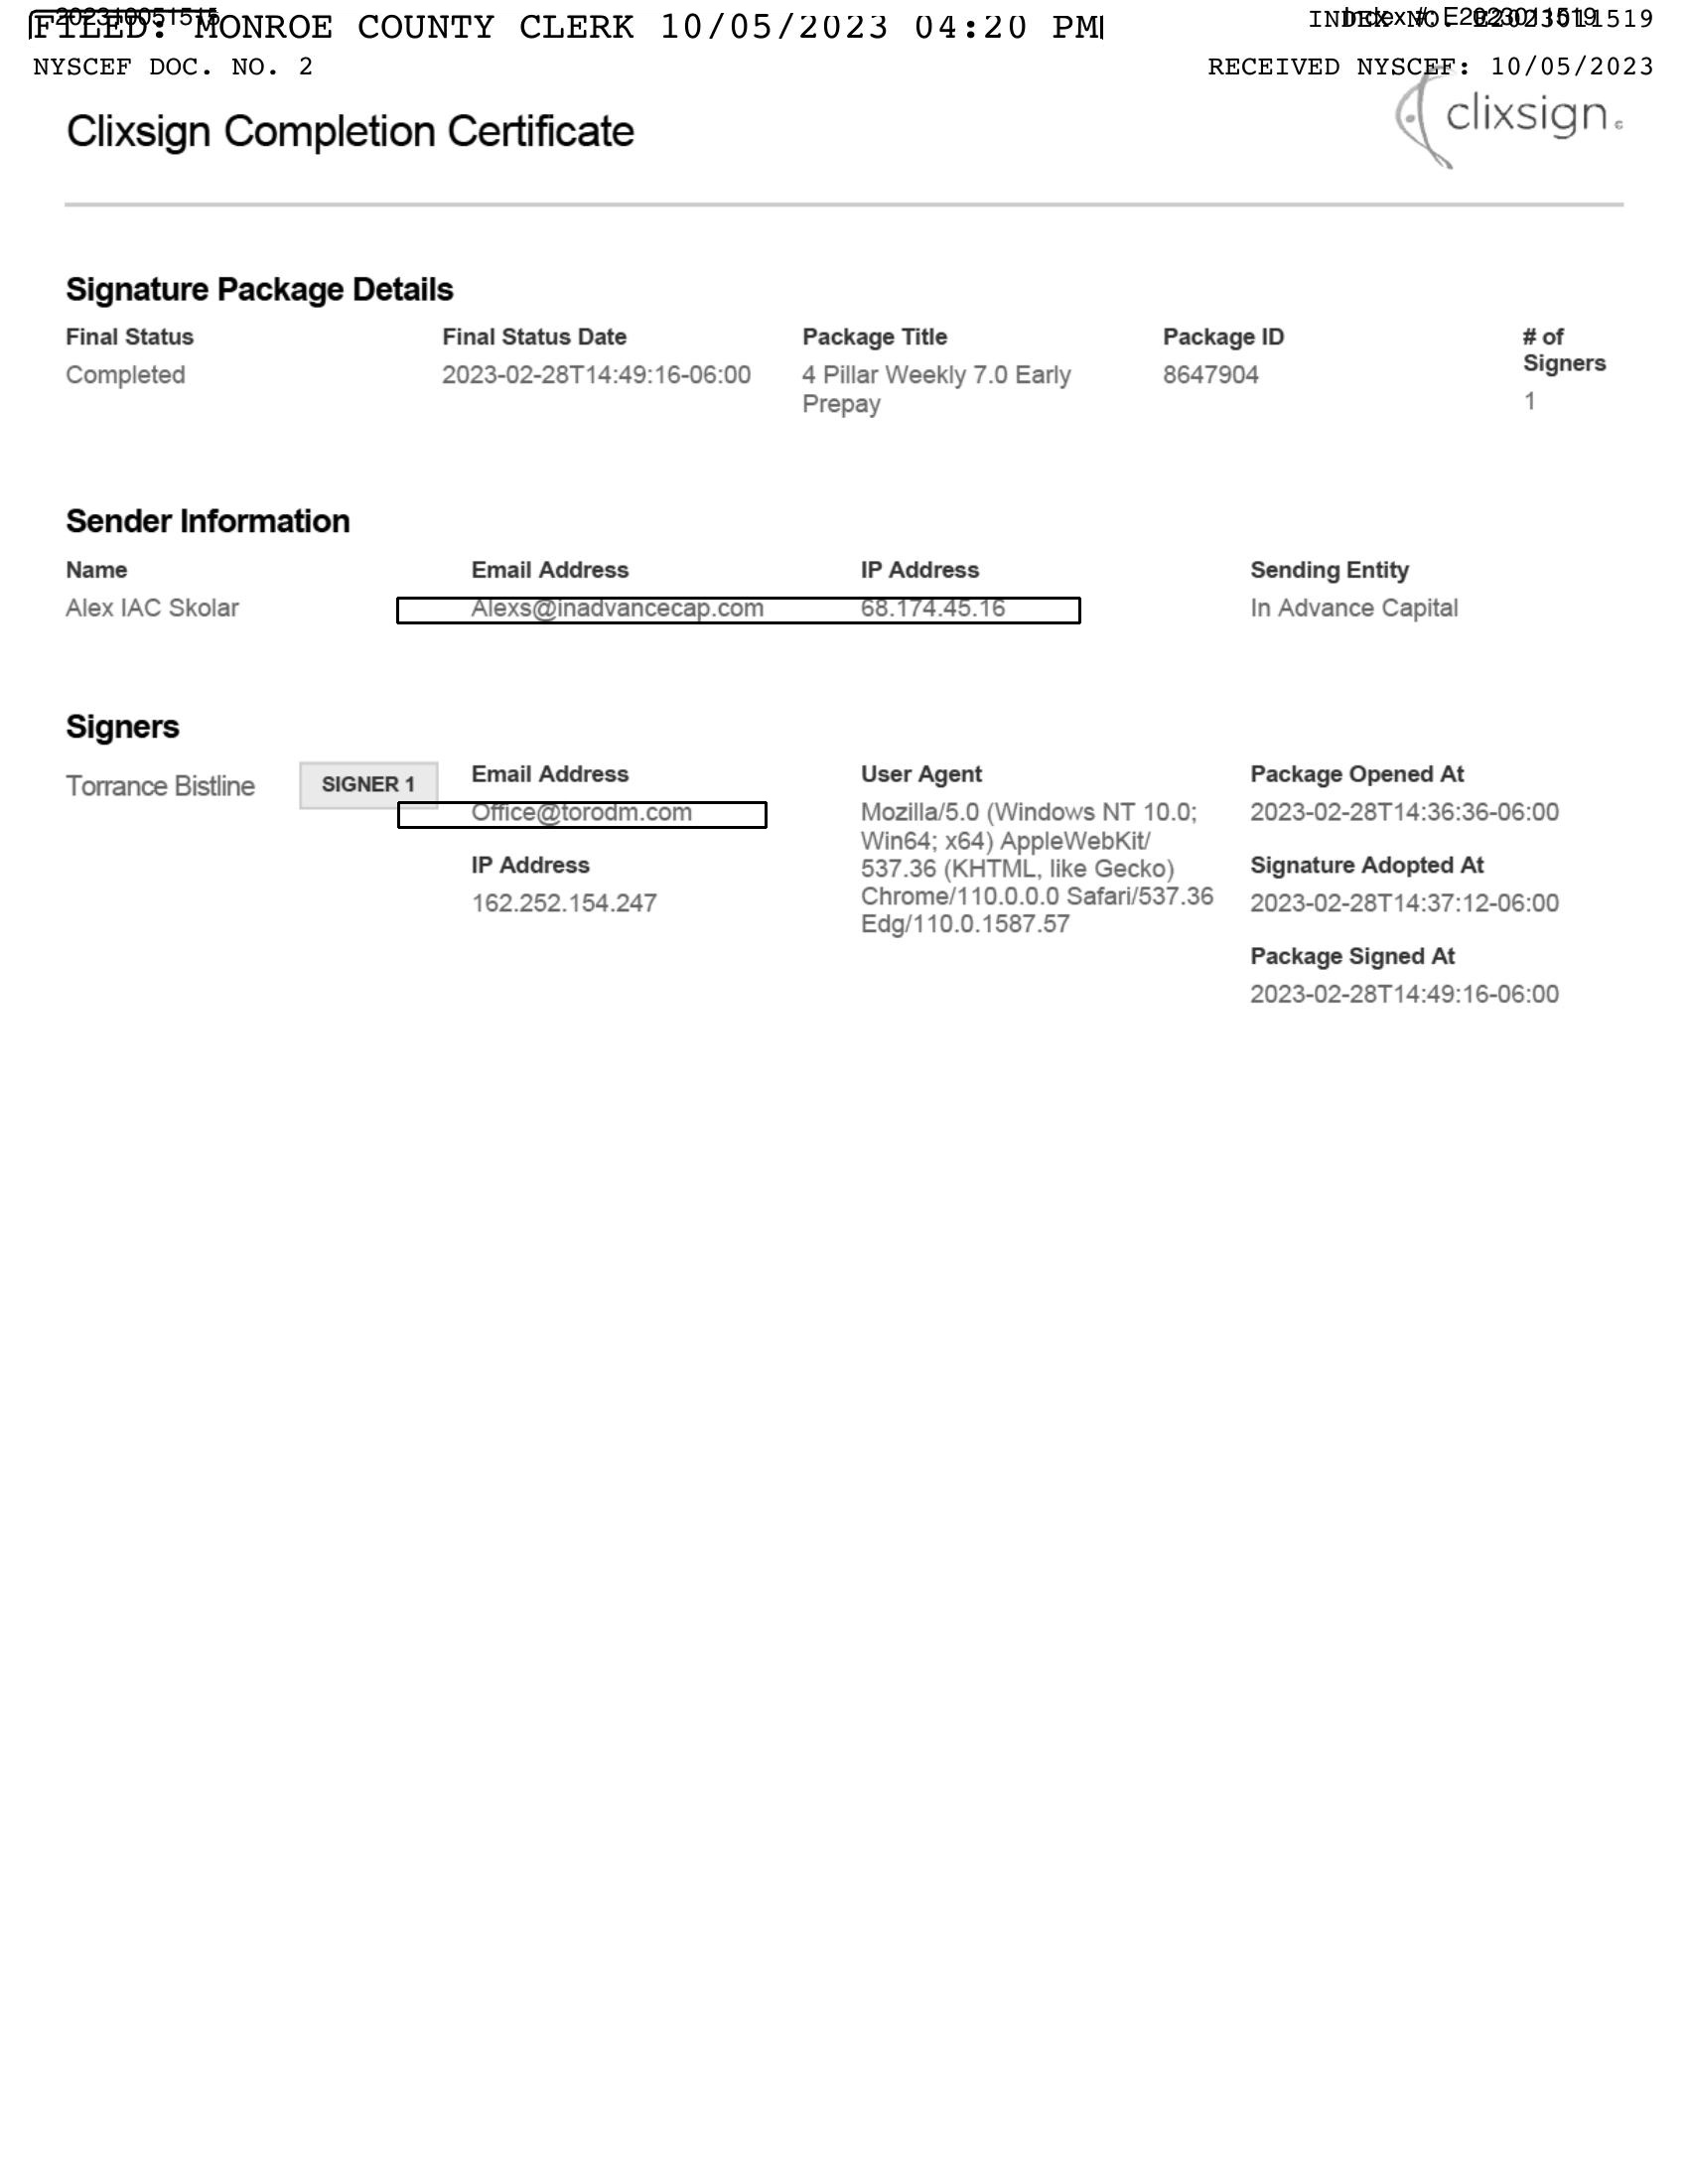 202310051515
FILED: MONROE COUNTY CLERK 10/05/2023 04:20 PM
INDEX NO. E2023011519
Index #: E2023011519
NYSCEF DOC. NO. 2
RECEIVED NYSCEF: 10/05/2023
Clixsign Completion Certificate
clixsign
Signature Package Details
Final Status Final Status Date Package Title Package ID # of
Signers
Completed 2023-02-28T14:49:16-06:00 4 Pillar Weekly 7.0 Early 8647904
Prepay
1
Sender Information
Name Email Address IP Address Sending Entity
Alex IAC Skolar Alexs@inadvancecap.com 68.174.45.16 In Advance Capital
Signers
Torrance Bistline SIGNER 1
Email Address
Office@torodm.com
IP Address
162.252.154.247
User Agent
Mozilla/5.0 (Windows NT 10.0;
Win64; x64) AppleWebKit/
537.36 (KHTML, like Gecko)
Chrome/110.0.0.0 Safari/537.36
Edg/110.0.1587.57
Package Opened At
2023-02-28T14:36:36-06:00
Signature Adopted At
2023-02-28T14:37:12-06:00
Package Signed At
2023-02-28T14:49:16-06:00